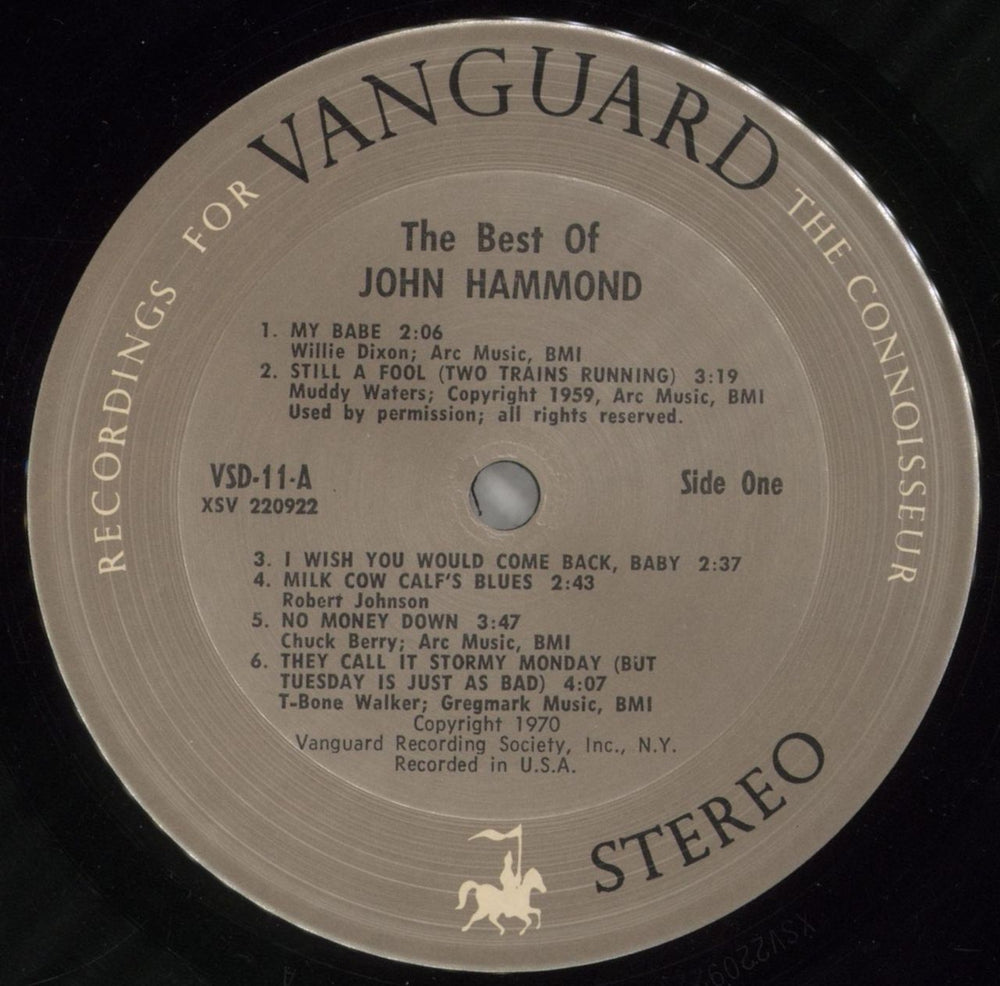 RECORDINGS FOR VANGUARD THE CONNOISSEUR
The Best Of
JOHN HAMMOND
1. MY BABE 2:06
Willie Dixon; Arc Music, BMI
2. STILL A FOOL (TWO TRAINS RUNNING) 3:19
Muddy Waters; Copyright 1959, Arc Music, BMI
Used by permission; all rights reserved.
VSD-11-A
XSV 220922
Side One
3. I WISH YOU WOULD COME BACK, BABY 2:37
4. MILK COW CALF'S BLUES 2:43
Robert Johnson
5. NO MONEY DOWN 3:47
Chuck Berry; Arc Music, BMI
6. THEY CALL IT STORMY MONDAY (BUT
TUESDAY IS JUST AS BAD) 4:07
T-Bone Walker; Gregmark Music, BMI
Copyright 1970
Vanguard Recording Society, Inc., N.Y.
Recorded in U.S.A.
STEREO